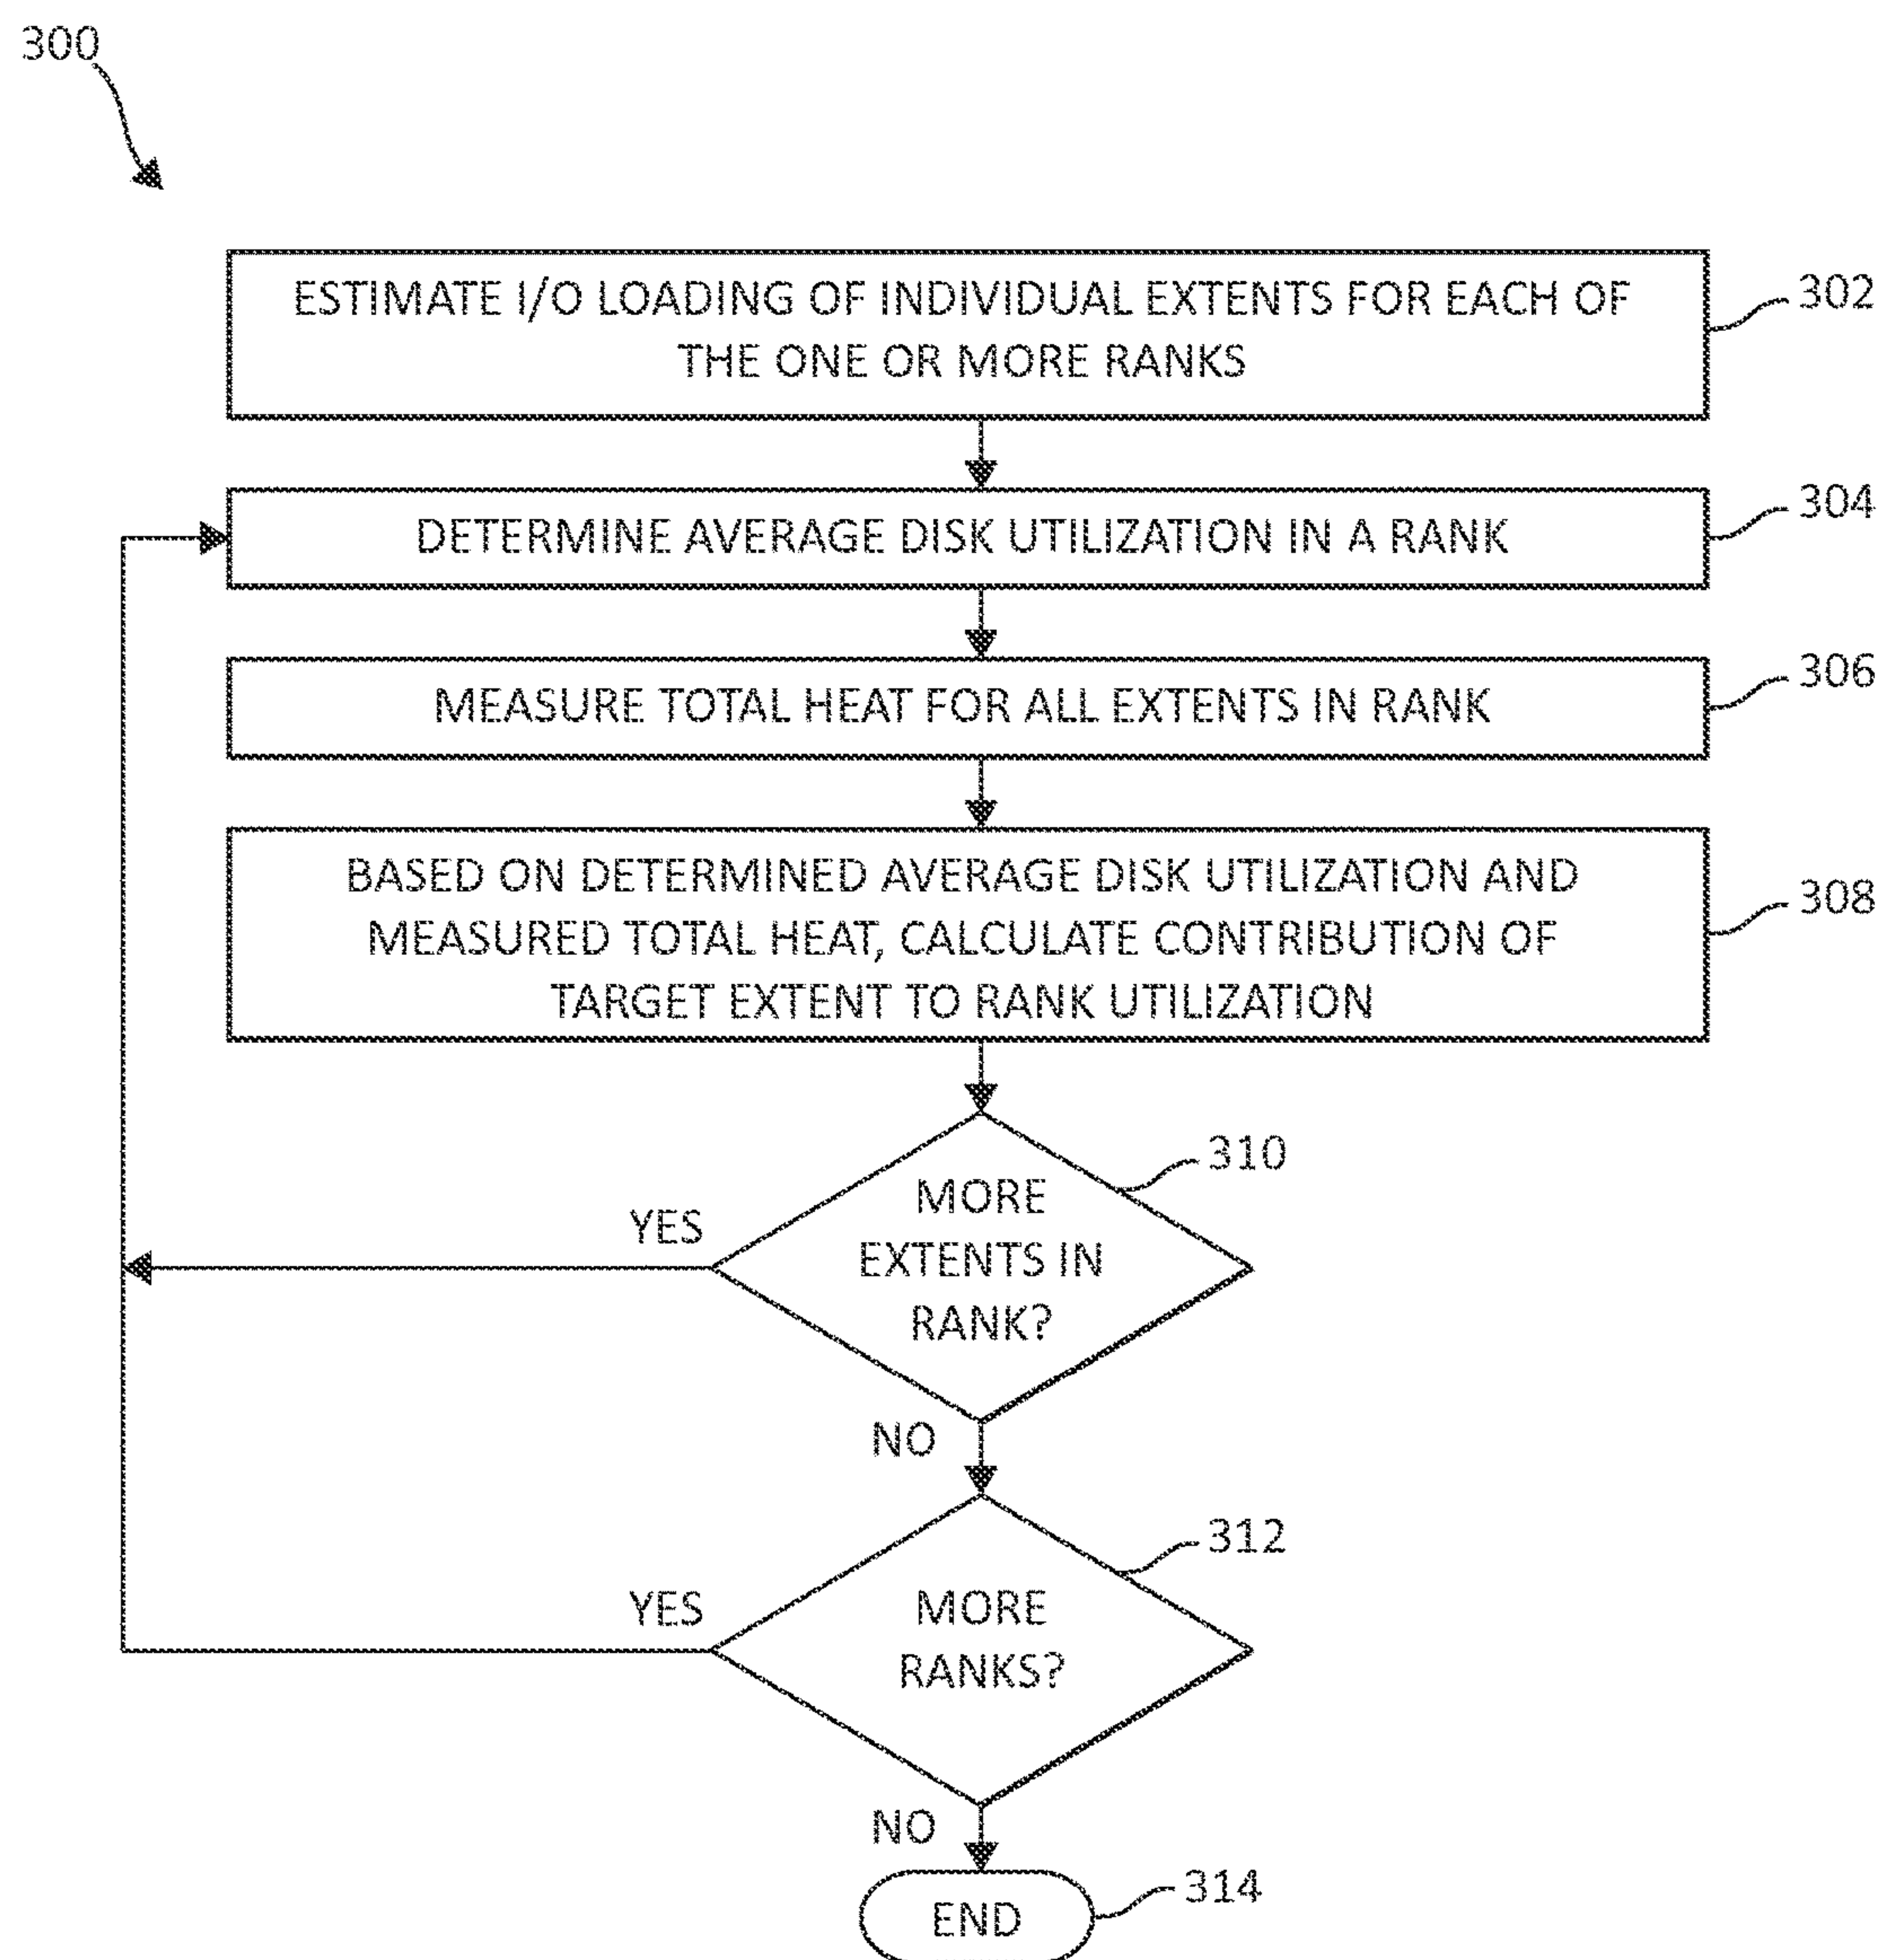 300
ESTIMATE I/O LOADING OF INDIVIDUAL EXTENTS FOR EACH OF
THE ONE OR MORE RANKS
302
DETERMINE AVERAGE DISK UTILIZATION IN A RANK
304
MEASURE TOTAL HEAT FOR ALL EXTENTS IN RANK
306
BASED ON DETERMINED AVERAGE DISK UTILIZATION AND
MEASURED TOTAL HEAT, CALCULATE CONTRIBUTION OF
TARGET EXTENT TO RANK UTILIZATION
308
310
MORE
EXTENTS IN
RANK?
YES
NO
312
MORE
RANKS?
YES
NO
END
314